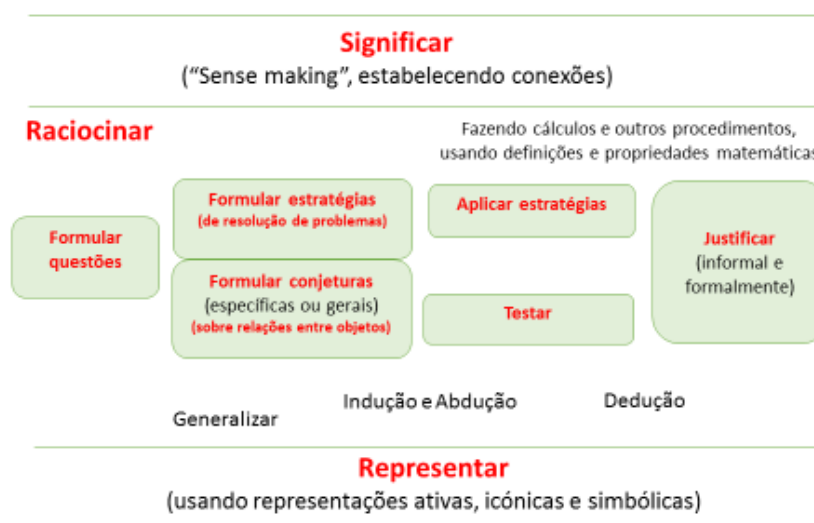 Significar
(“Sense making”, estabelecendo conexões)
Raciocinar
Fazendo cálculos e outros procedimentos,
usando definições e propriedades matemáticas
Formular
questões
Formular estratégias
(de resolução de problemas)
Formular conjeturas
(específicas ou gerais)
(sobre relações entre objetos)
Aplicar estratégias
Testar
Justificar
(informal e
formalmente)
Generalizar
Indução e Abdução
Dedução
Representar
(usando representações ativas, icónicas e simbólicas)